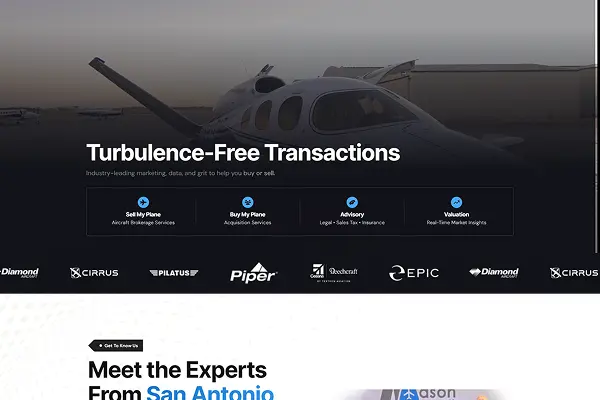 Turbulence-Free Transactions
Industry-leading marketing, data, and grit to help you buy or sell.
Sell My Plane
Aircraft Brokerage Services
Buy My Plane
Acquisition Services
Advisory
Legal • Sales Tax • Insurance
Valuation
Real-Time Market Insights
Diamond AIRCRAFT
CIRRUS
PILATUS
Piper
Cessna Beechcraft
BY TEXTRON AVIATION
EPIC
Diamond AIRCRAFT
CIRRUS
Get To Know Us
Meet the Experts
From San Antonio
ason